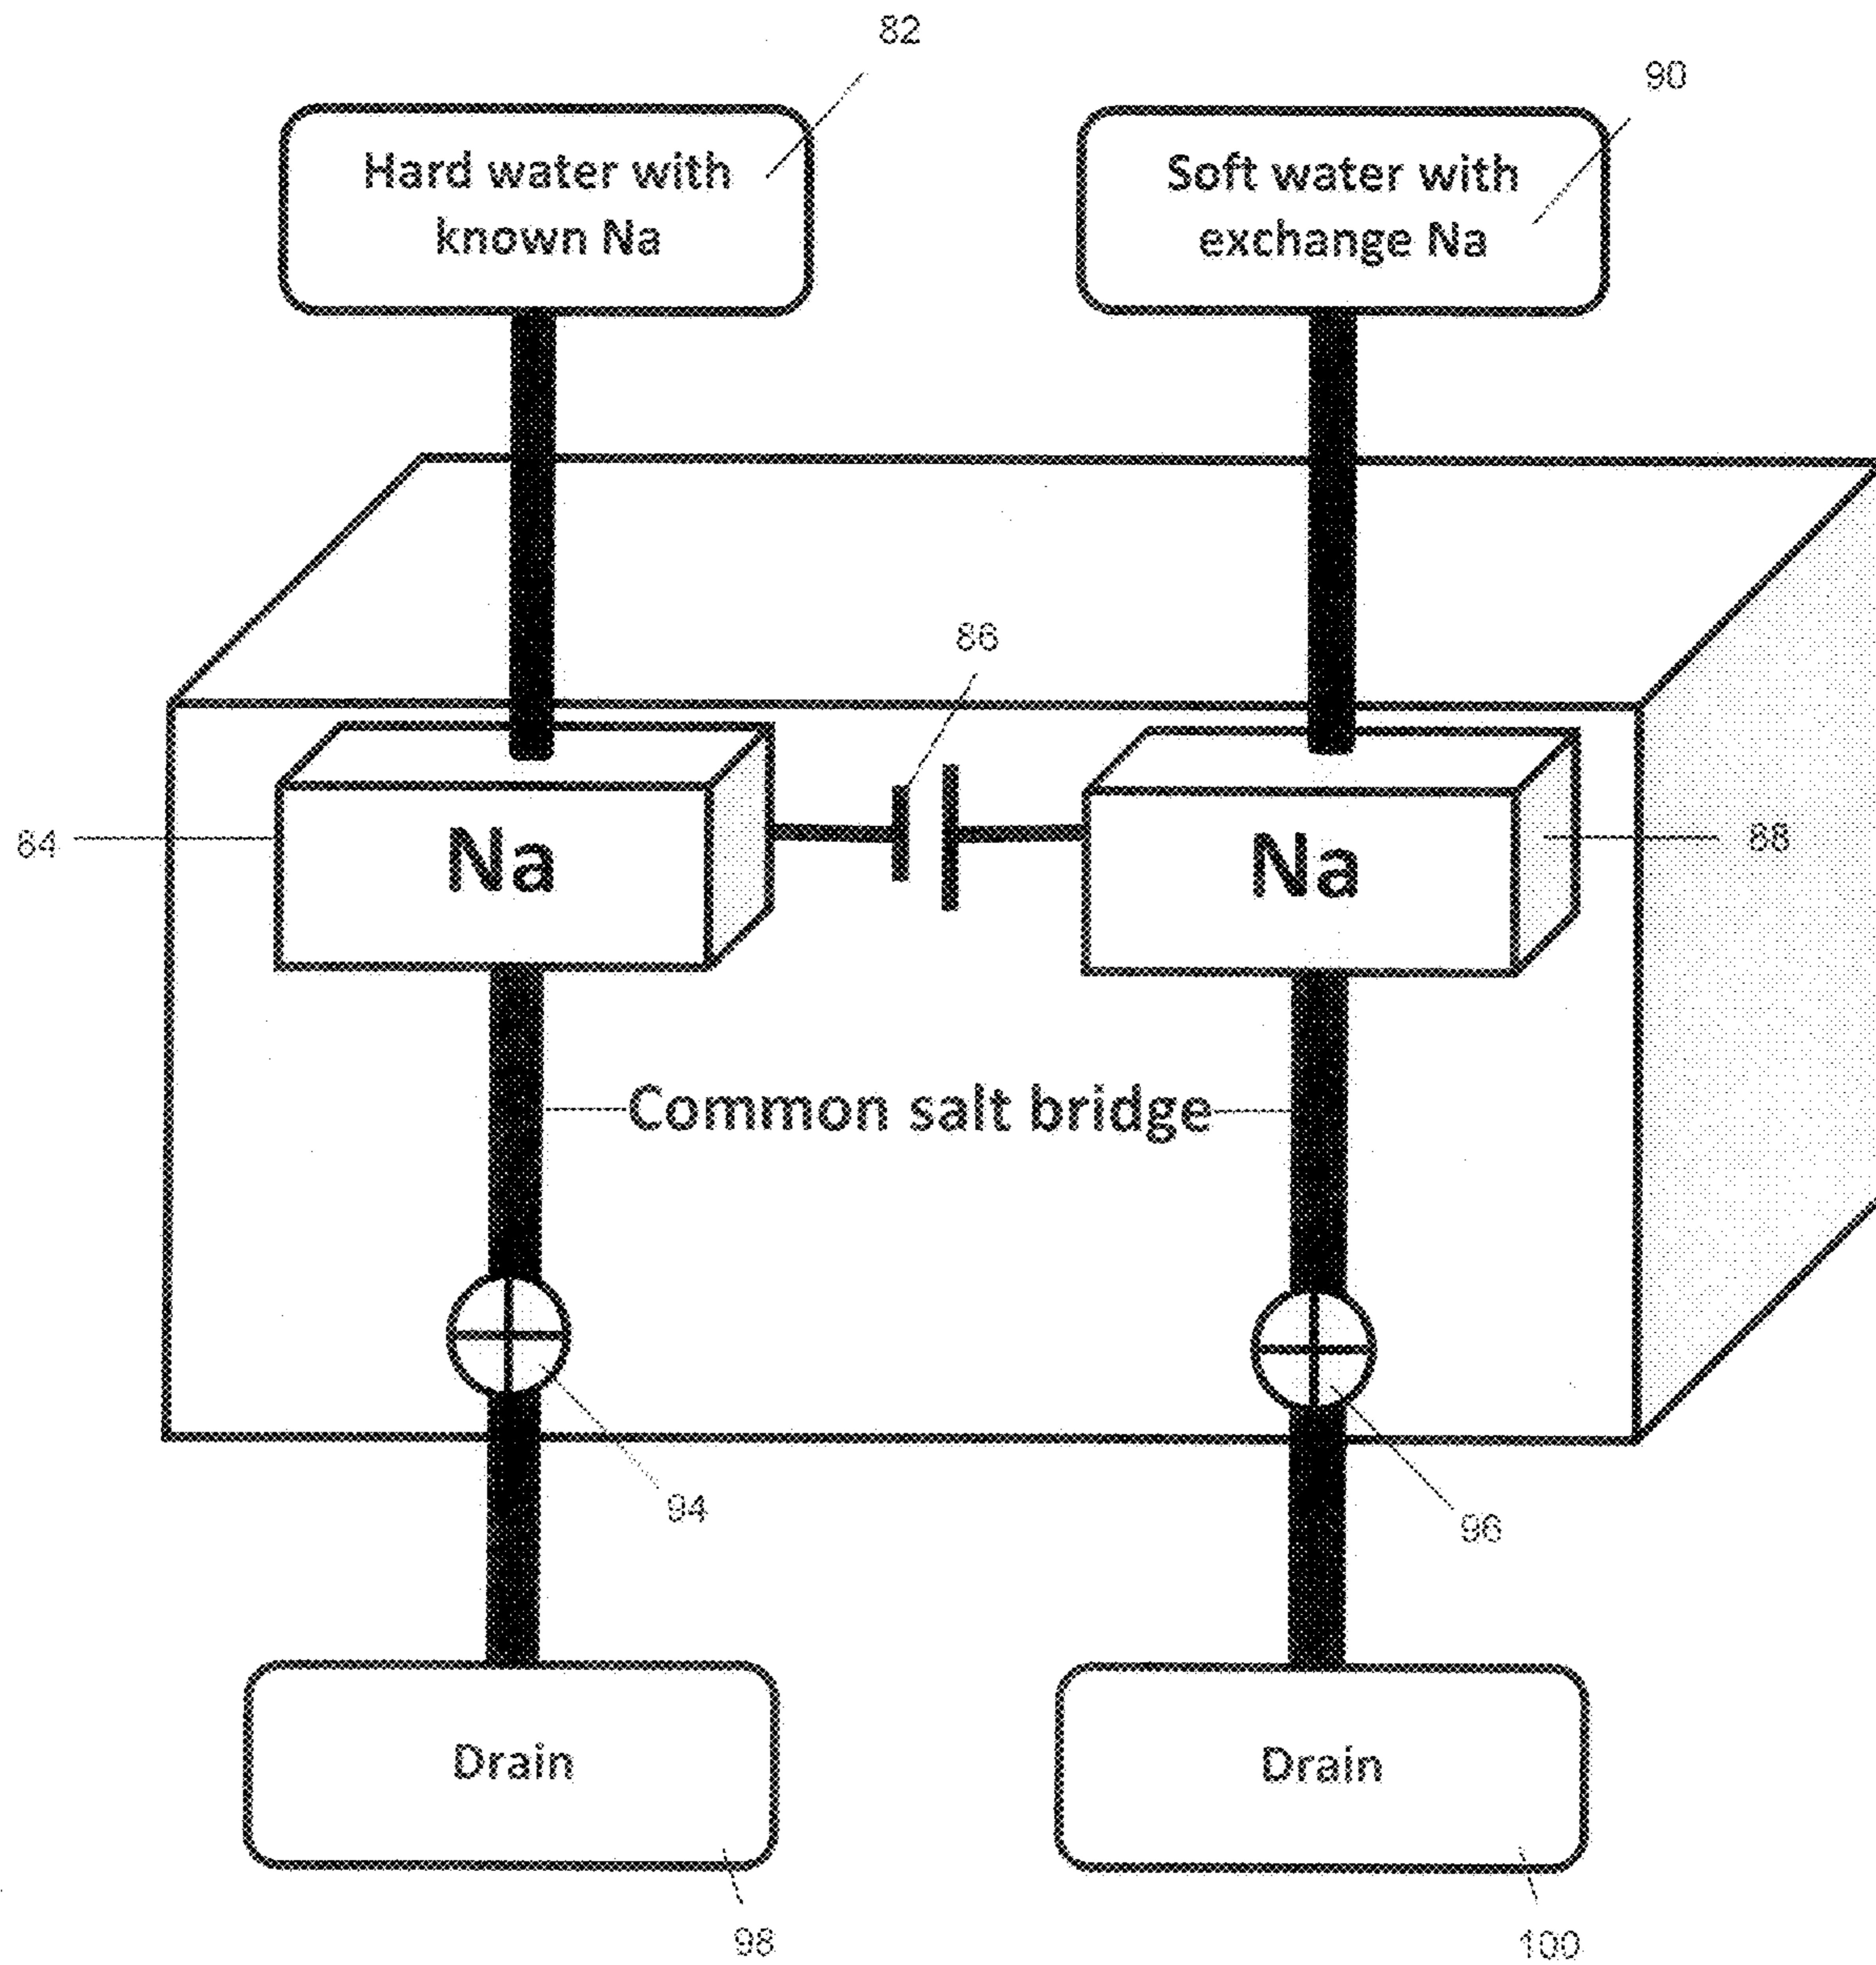 82
90
Hard water with
known Na
Soft water with
exchange Na
86
84
Na
Na
88
Common salt bridge
94
96
Drain
Drain
98
100